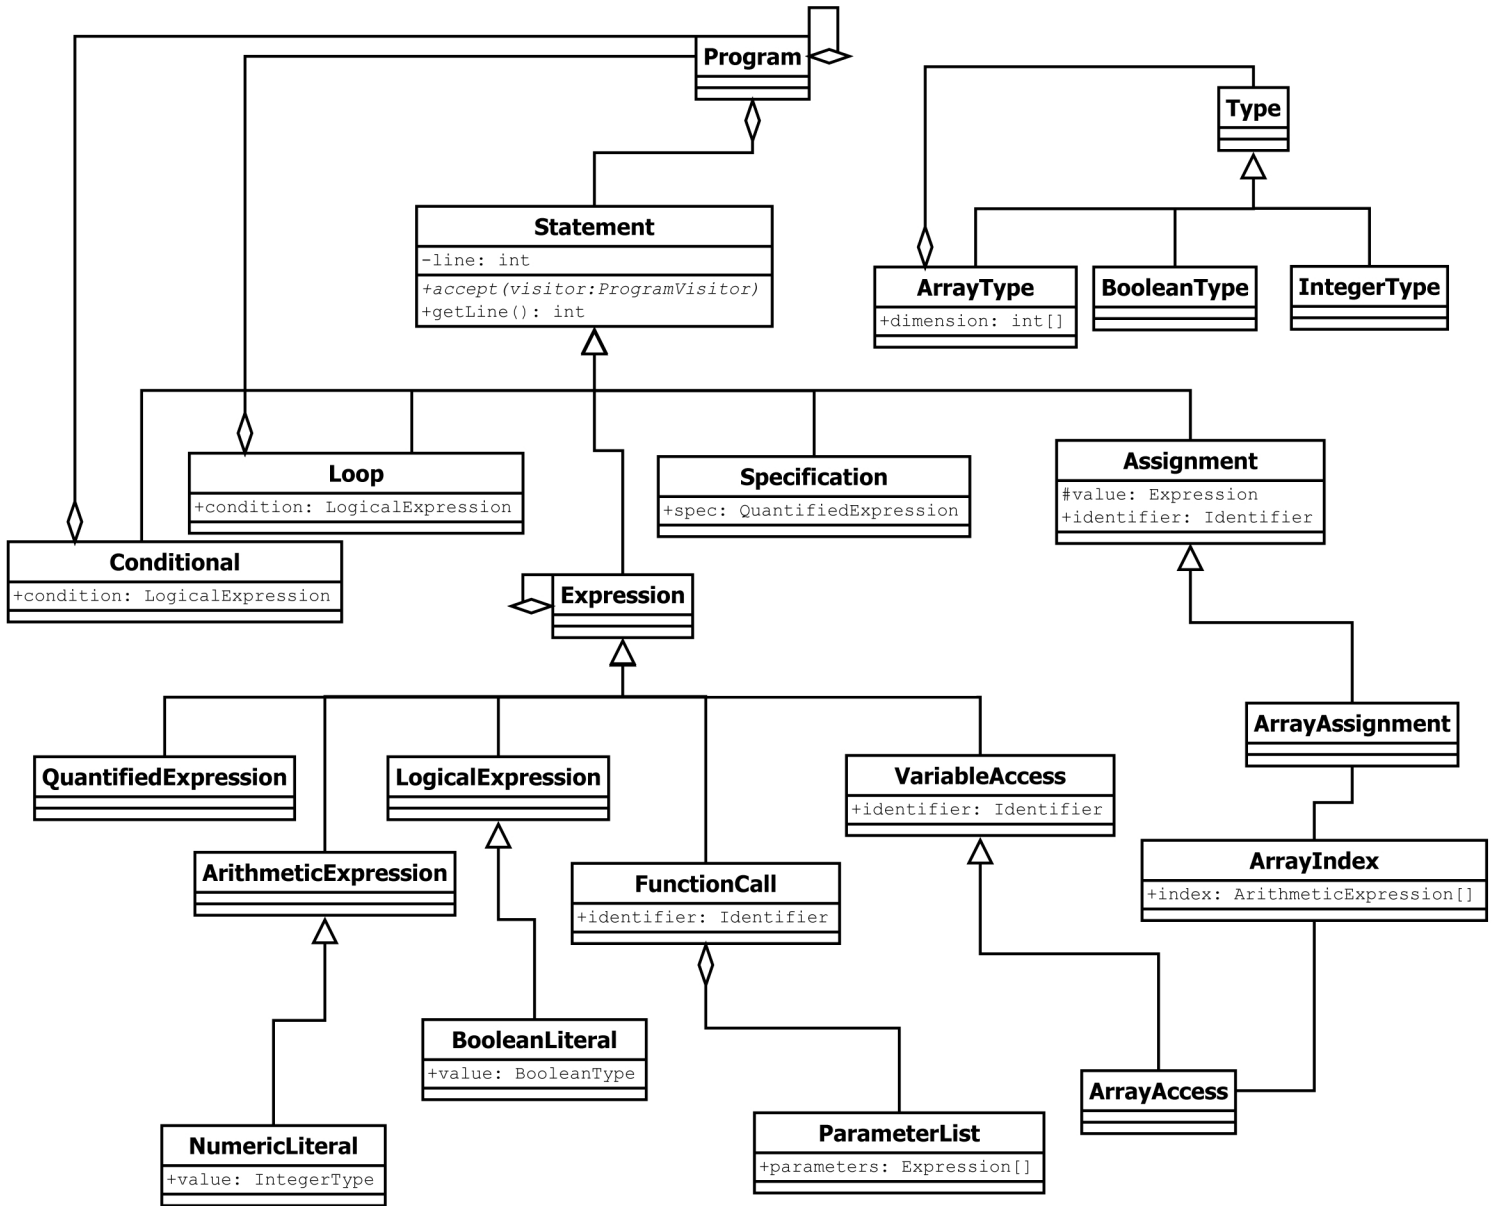 Program
Type
Statement
-line: int
+accept(visitor:ProgramVisitor)
+getLine(): int
ArrayType
+dimension: int[]
BooleanType
IntegerType
Loop
+condition: LogicalExpression
Specification
+spec: QuantifiedExpression
Assignment
#value: Expression
+identifier: Identifier
Conditional
+condition: LogicalExpression
Expression
ArrayAssignment
QuantifiedExpression
LogicalExpression
VariableAccess
+identifier: Identifier
ArithmeticExpression
FunctionCall
+identifier: Identifier
ArrayIndex
+index: ArithmeticExpression[]
BooleanLiteral
+value: BooleanType
ArrayAccess
NumericLiteral
+value: IntegerType
ParameterList
+parameters: Expression[]